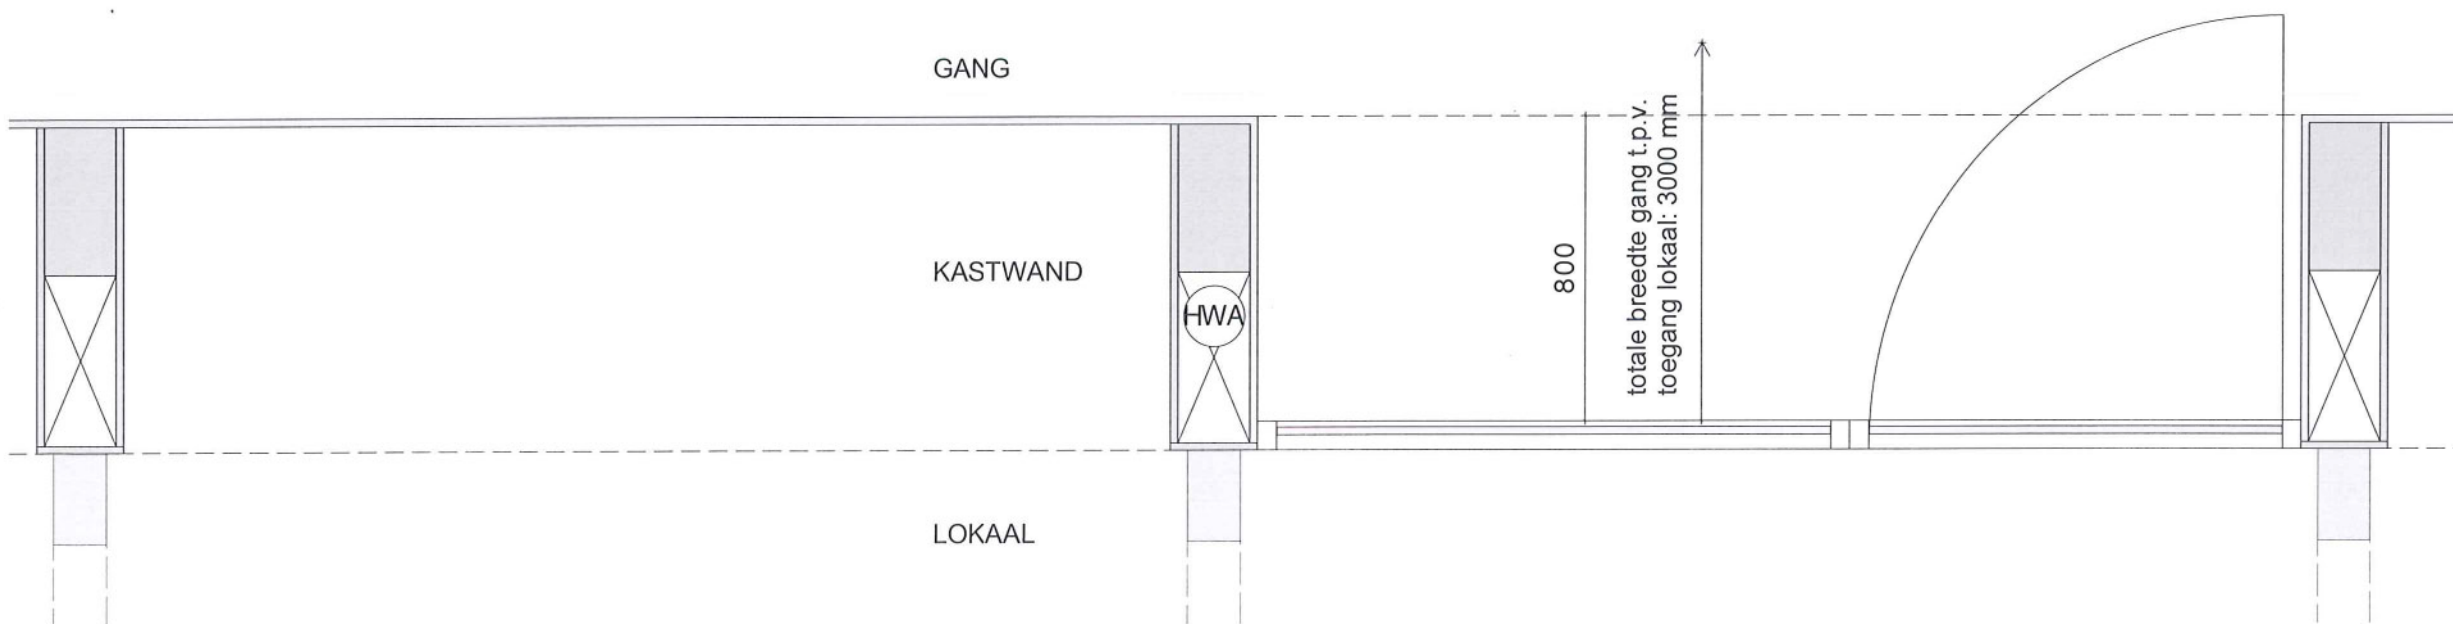 GANG
KASTWAND
HWA
800
totale breedte gang t.p.v.
toegang lokaal: 3000 mm
LOKAAL